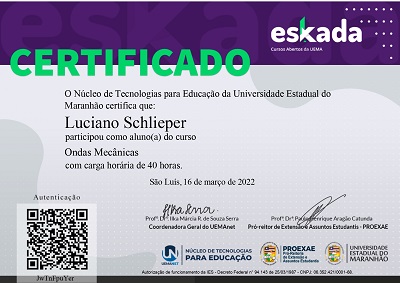 eskada
Cursos Abertos da UEMA
CERTIFICADO
O Núcleo de Tecnologias para Educação da Universidade Estadual do
Maranhão certifica que:
Luciano Schlieper
participou como aluno(a) do curso
Ondas Mecânicas
com carga horária de 40 horas.
São Luís, 16 de março de 2022
Autenticação
JwTnFpuYer
Profª. Drª. Ilka Márcia R. de Souza Serra
Coordenadora Geral do UEMAnet
Prof. Dr. Paulo Henrique Aragão Catunda
Pró-reitor de Extensão e Assuntos Estudantis - PROEXAE
UEMANET
NÚCLEO DE TECNOLOGIAS
PARA EDUCAÇÃO
PROEXAE
Pró-Reitoria
de Extensão e
Assuntos Estudantis
UNIVERSIDADE
ESTADUAL DO
MARANHÃO
Autorização de funcionamento da IES - Decreto Federal nº 94.143 de 25/03/1987 - CNPJ: 06.352.421/0001-68.